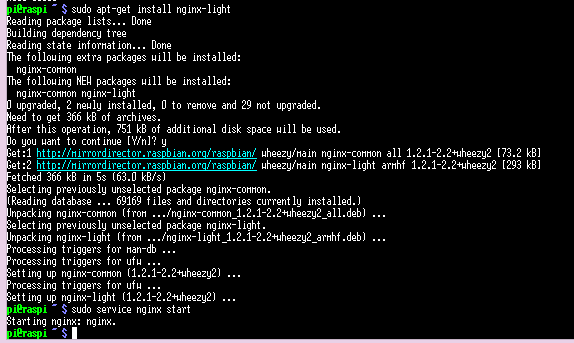 pi@raspi ~ $ sudo apt-get install nginx-light
Reading package lists... Done
Building dependency tree
Reading state information... Done
The following extra packages will be installed:
  nginx-common
The following NEW packages will be installed:
  nginx-common nginx-light
0 upgraded, 2 newly installed, 0 to remove and 29 not upgraded.
Need to get 366 kB of archives.
After this operation, 751 kB of additional disk space will be used.
Do you want to continue [Y/n]? y
Get:1 http://mirrordirector.raspbian.org/raspbian/ wheezy/main nginx-common all 1.2.1-2.2+wheezy2 [73.2 kB]
Get:2 http://mirrordirector.raspbian.org/raspbian/ wheezy/main nginx-light armhf 1.2.1-2.2+wheezy2 [293 kB]
Fetched 366 kB in 5s (63.0 kB/s)
Selecting previously unselected package nginx-common.
(Reading database ... 69169 files and directories currently installed.)
Unpacking nginx-common (from .../nginx-common_1.2.1-2.2+wheezy2_all.deb) ...
Selecting previously unselected package nginx-light.
Unpacking nginx-light (from .../nginx-light_1.2.1-2.2+wheezy2_armhf.deb) ...
Processing triggers for man-db ...
Processing triggers for ufw ...
Setting up nginx-common (1.2.1-2.2+wheezy2) ...
Processing triggers for ufw ...
Setting up nginx-light (1.2.1-2.2+wheezy2) ...
pi@raspi ~ $ sudo service nginx start
Starting nginx: nginx.
pi@raspi ~ $